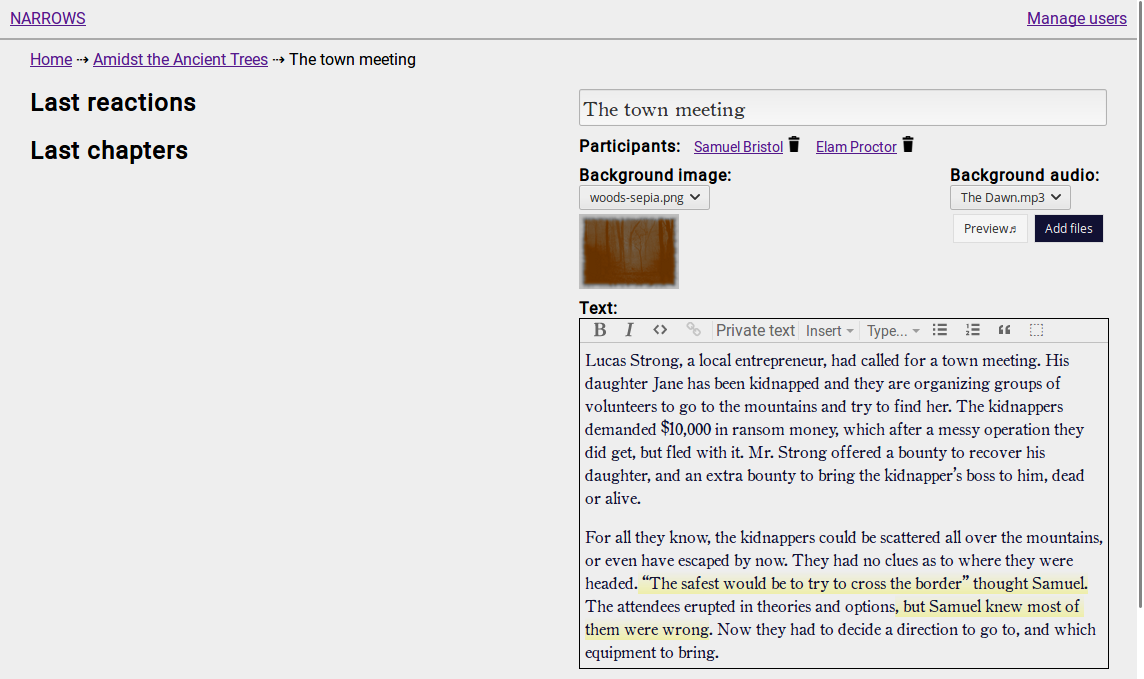 NARROWS
Manage users
Home ⇢ Amidst the Ancient Trees ⇢ The town meeting
Last reactions
Last chapters
The town meeting
Participants: Samuel Bristol Elam Proctor
Background image:
woods-sepia.png
Background audio:
The Dawn.mp3
Preview♬ Add files
Text:
B I <> Private text Insert Type...
Lucas Strong, a local entrepreneur, had called for a town meeting. His
daughter Jane has been kidnapped and they are organizing groups of
volunteers to go to the mountains and try to find her. The kidnappers
demanded $10,000 in ransom money, which after a messy operation they
did get, but fled with it. Mr. Strong offered a bounty to recover his
daughter, and an extra bounty to bring the kidnapper’s boss to him, dead
or alive.
For all they know, the kidnappers could be scattered all over the mountains,
or even have escaped by now. They had no clues as to where they were
headed. “The safest would be to try to cross the border” thought Samuel.
The attendees erupted in theories and options, but Samuel knew most of
them were wrong. Now they had to decide a direction to go to, and which
equipment to bring.